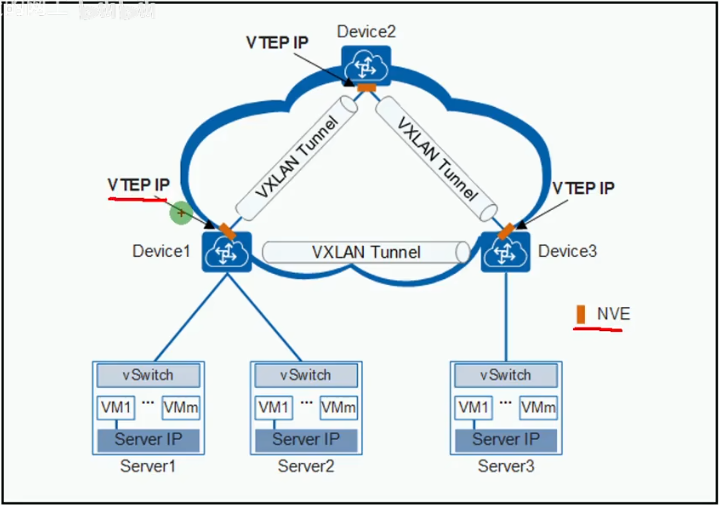 Device2
VTEP IP
VXLAN Tunnel
VXLAN Tunnel
VTEP IP
VTEP IP
Device1
VXLAN Tunnel
Device3
NVE
vSwitch
vSwitch
vSwitch
VM1 ... VMm
VM1 ... VMm
VM1 ... VMm
Server IP
Server IP
Server IP
Server1
Server2
Server3